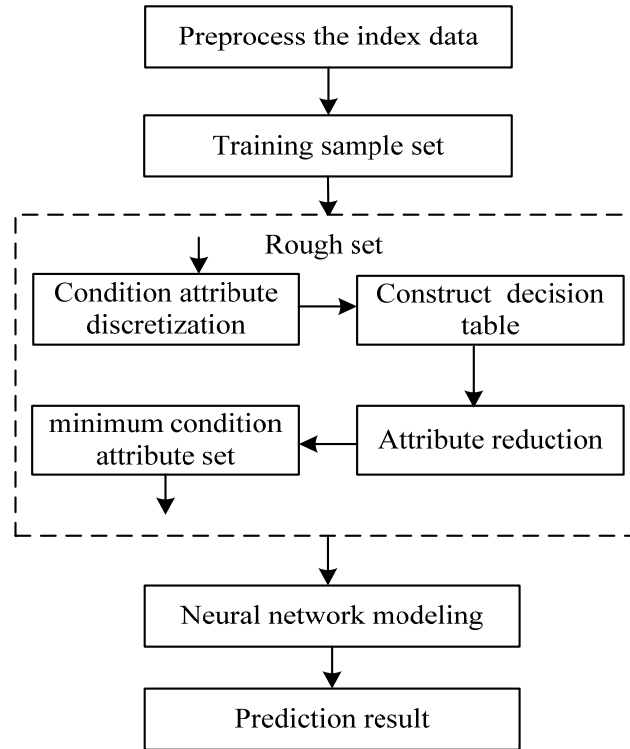 Preprocess the index data
Training sample set
Rough set
Condition attribute
discretization
Construct decision
table
minimum condition
attribute set
Attribute reduction
Neural network modeling
Prediction result